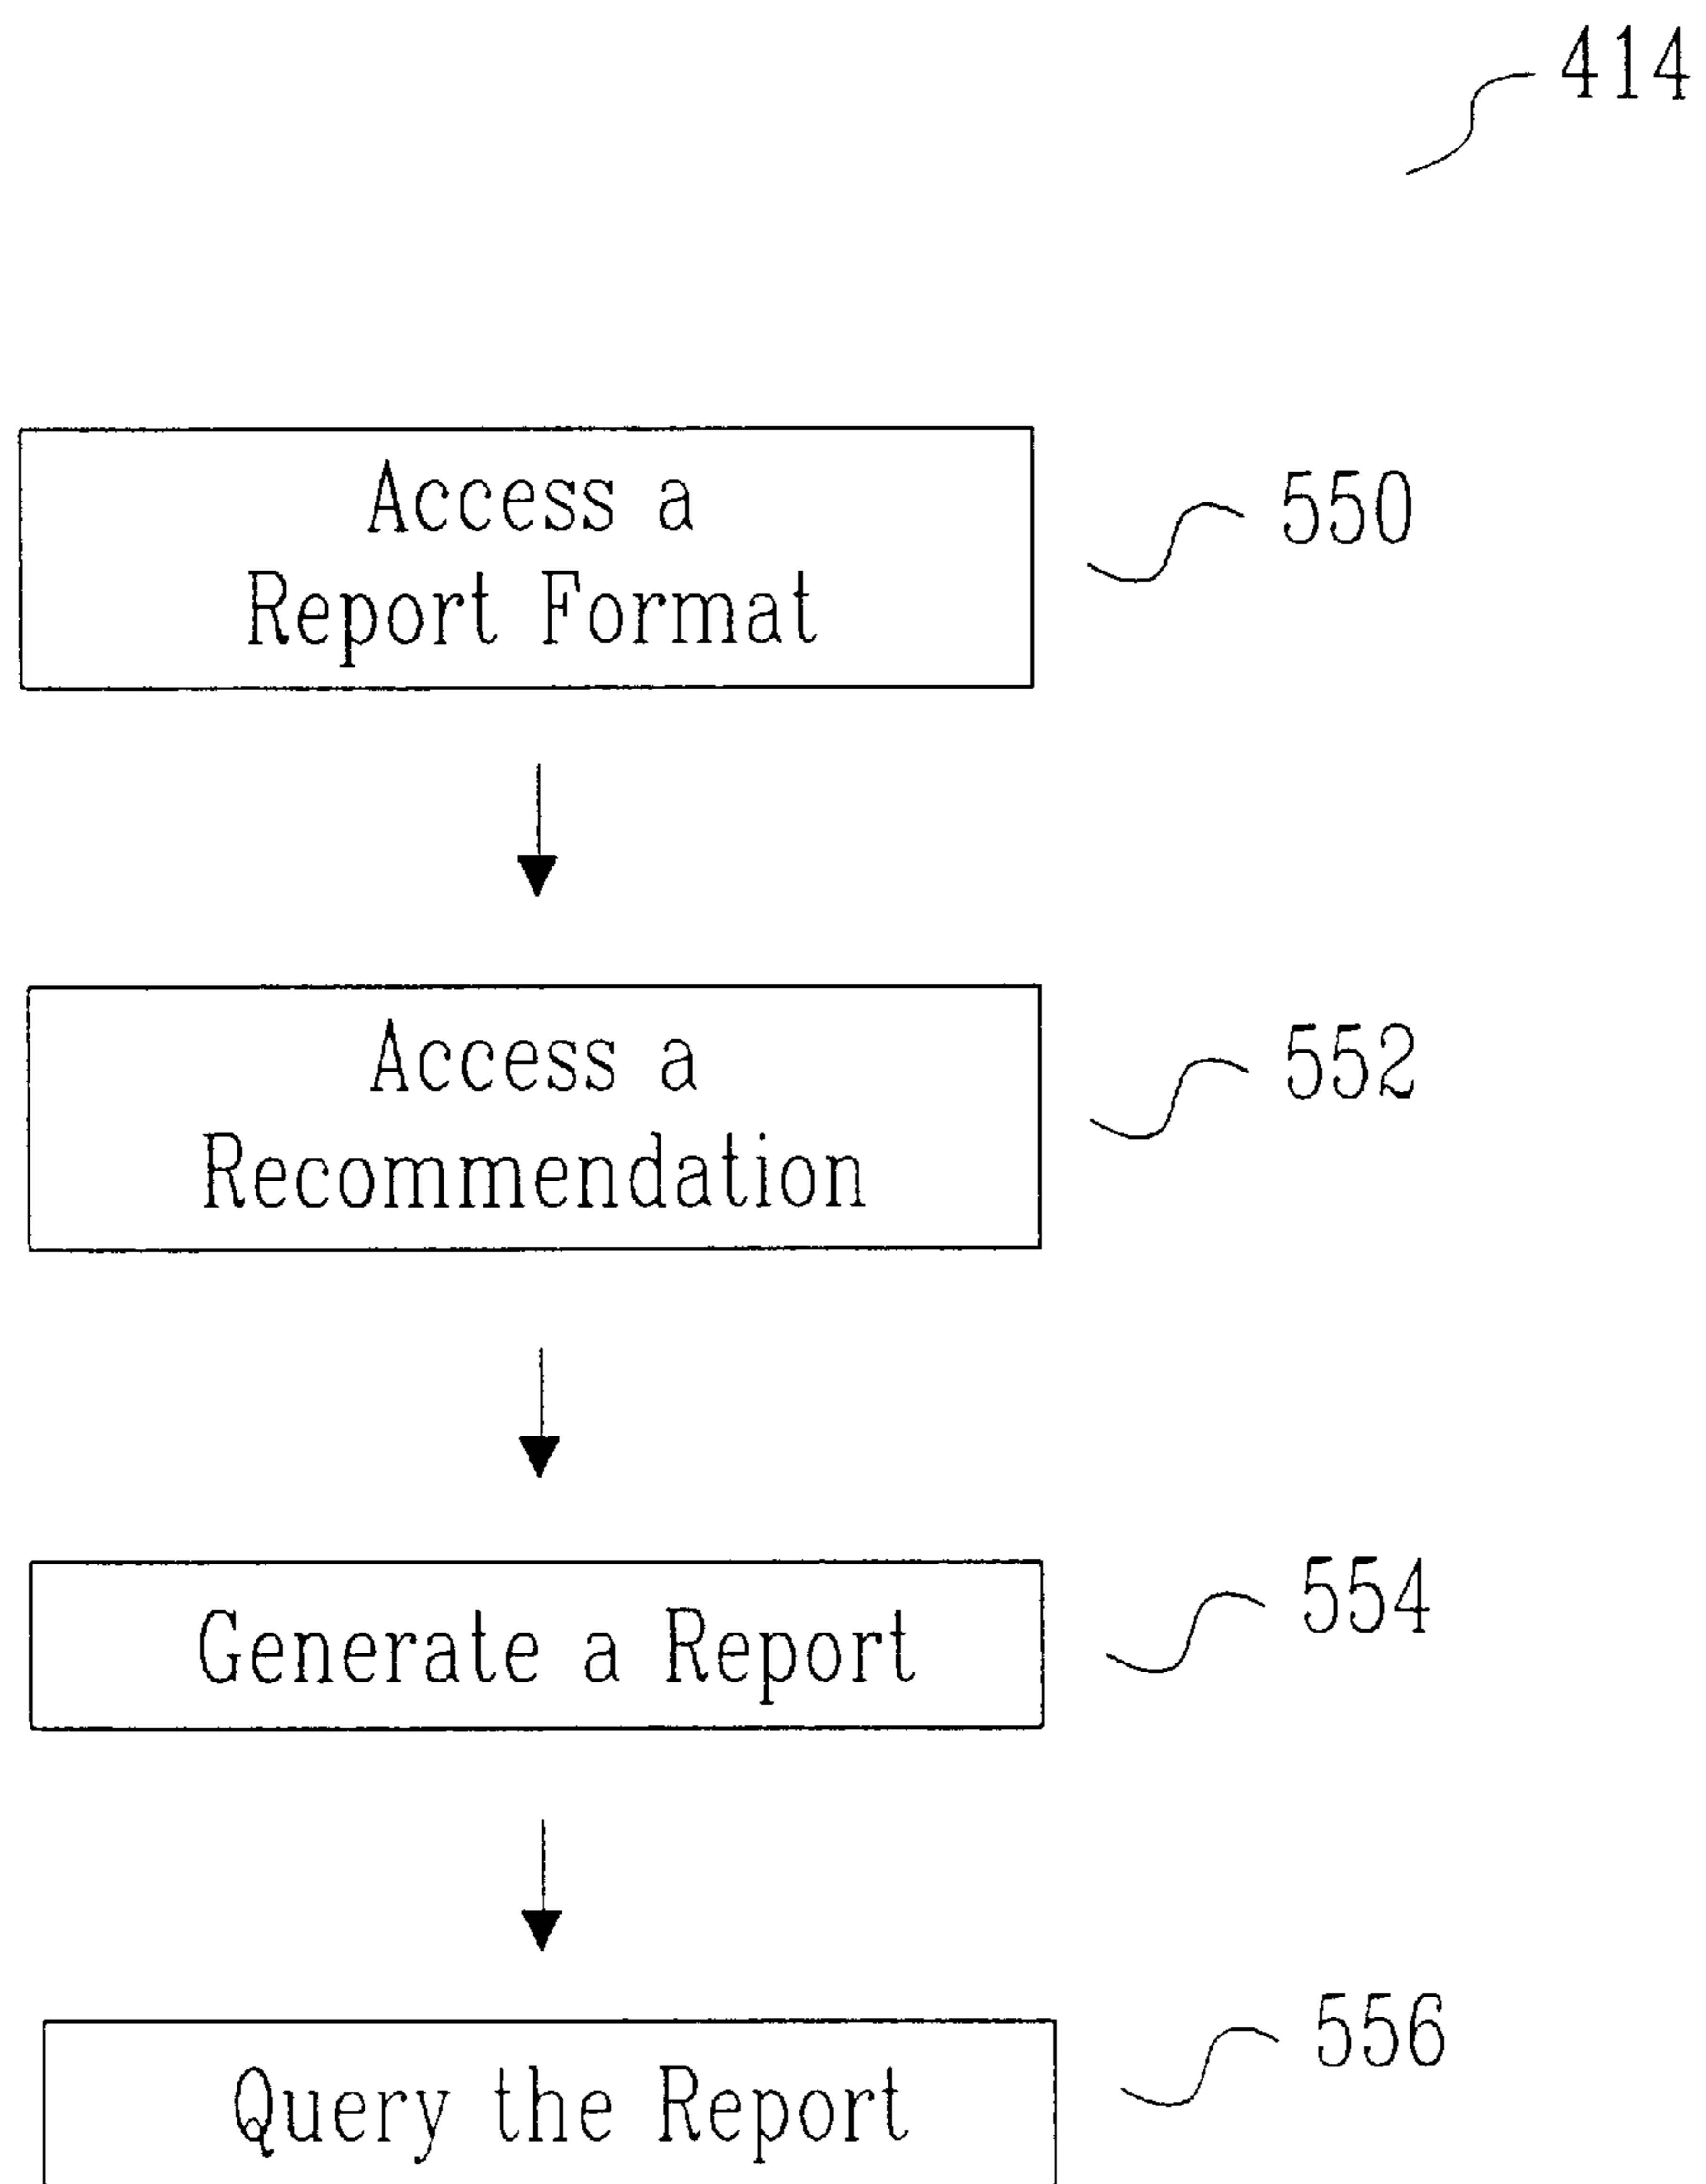 414
Access a
Report Format
550
Access a
Recommendation
552
Generate a Report
554
Query the Report
556